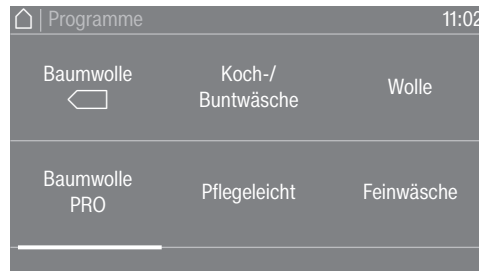 | Programme 11:02
Baumwolle
Koch-/
Buntwäsche
Wolle
Baumwolle
PRO
Pflegeleicht
Feinwäsche